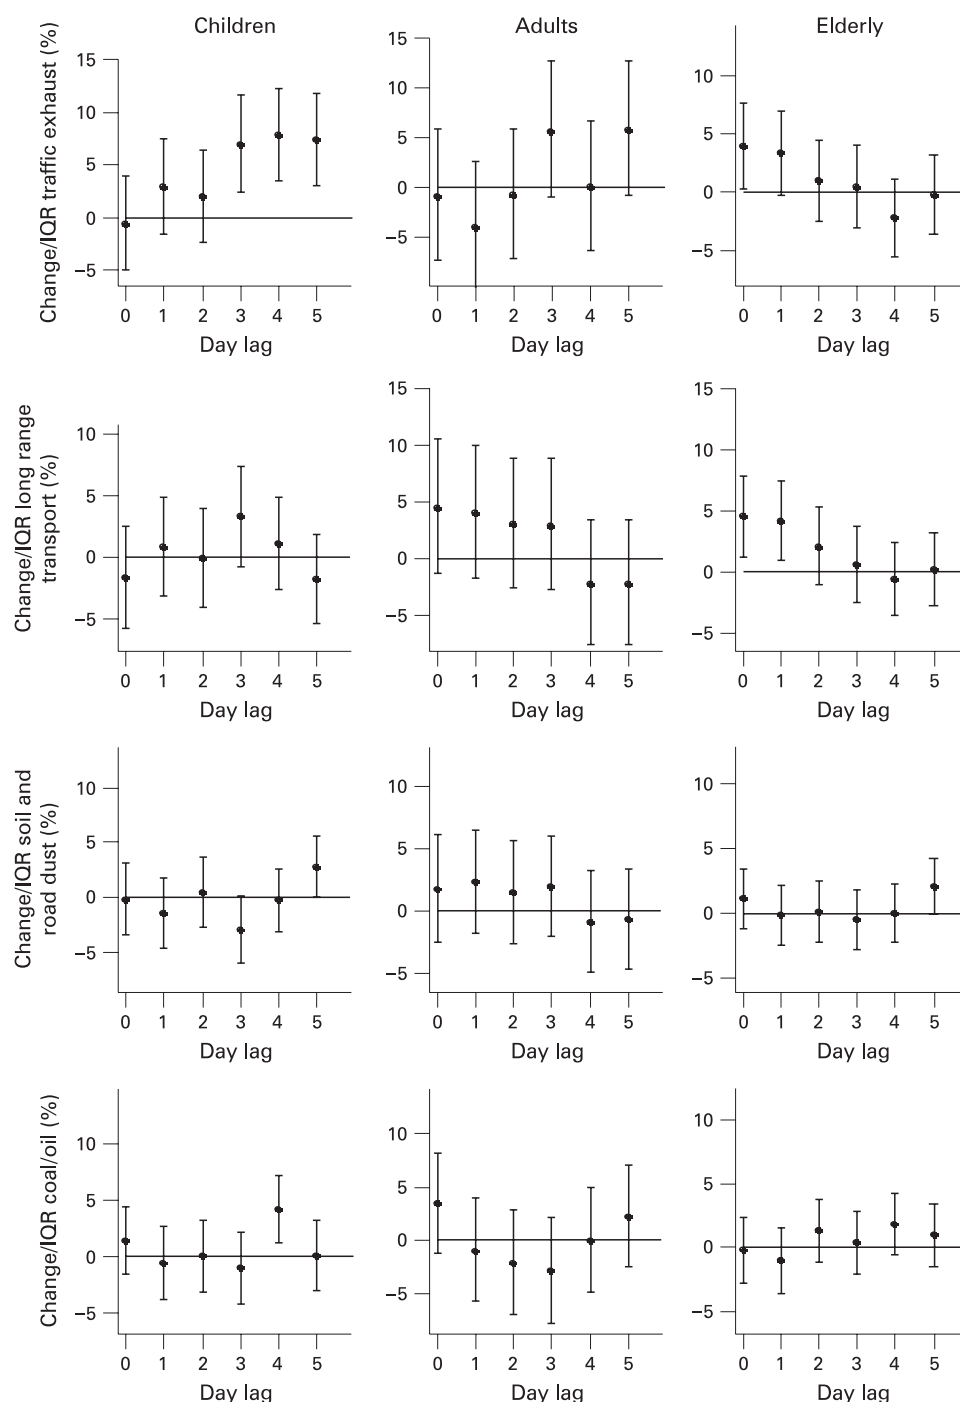 Children Adults Elderly
Change/IQR traffic exhaust (%)
15 10 5 0 −5
0 1 2 3 4 5
Day lag
15 10 5 0 −5
0 1 2 3 4 5
Day lag
10 5 0 −5
0 1 2 3 4 5
Day lag
Change/IQR long range
transport (%)
10 5 0 −5
0 1 2 3 4 5
Day lag
15 10 5 0 −5
0 1 2 3 4 5
Day lag
15 10 5 0 −5
0 1 2 3 4 5
Day lag
Change/IQR soil and
road dust (%)
10 5 0 −5
0 1 2 3 4 5
Day lag
10 5 0 −5
0 1 2 3 4 5
Day lag
10 5 0 −5
0 1 2 3 4 5
Day lag
Change/IQR coal/oil (%)
10 5 0 −5
0 1 2 3 4 5
Day lag
10 5 0 −5
0 1 2 3 4 5
Day lag
10 5 0 −5
0 1 2 3 4 5
Day lag